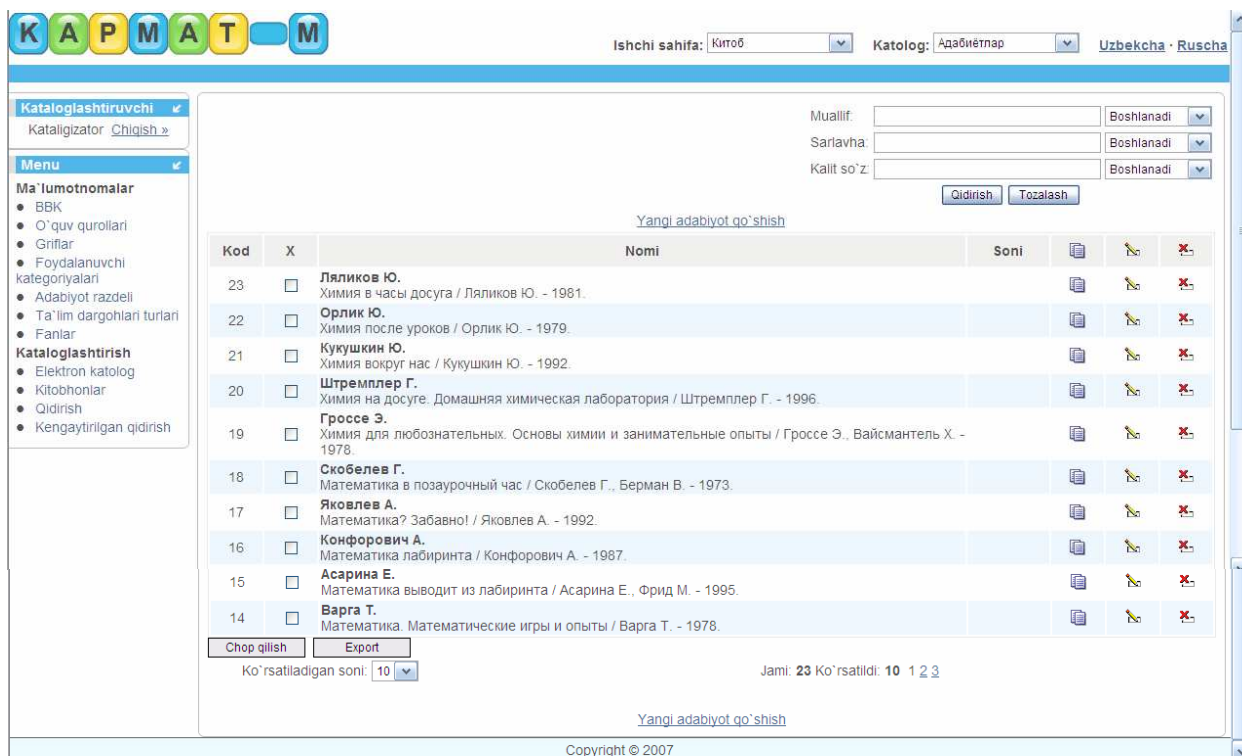 КАРМАТ-М
Ishchi sahifa: Китоб Katolog: Адабиётлар Uzbekcha · Ruscha
Kataloglashtiruvchi
Kataligizator Chiqish »
Menu
Ma`lumotnomalar
BBK
O`quv qurollari
Griflar
Foydalanuvchi
kategoriyalari
Adabiyot razdeli
Ta`lim dargohlari turlari
Fanlar
Kataloglashtirish
Elektron katolog
Kitobhonlar
Qidirish
Kengaytirilgan qidirish
Muallif: Boshlanadi
Sarlavha: Boshlanadi
Kalit so`z: Boshlanadi
Qidirish Tozalash
Yangi adabiyot qo`shish
Kod X Nomi Soni
23 Ляликов Ю.
Химия в часы досуга / Ляликов Ю. - 1981.
22 Орлик Ю.
Химия после уроков / Орлик Ю. - 1979.
21 Кукушкин Ю.
Химия вокруг нас / Кукушкин Ю. - 1992.
20 Штремплер Г.
Химия на досуге. Домашняя химическая лаборатория / Штремплер Г. - 1996.
19 Гроссе Э.
Химия для любознательных. Основы химии и занимательные опыты / Гроссе Э., Вайсмантель Х. -
1978.
18 Скобелев Г.
Математика в позаурочный час / Скобелев Г., Берман В. - 1973.
17 Яковлев А.
Математика? Забавно! / Яковлев А. - 1992.
16 Конфорович А.
Математика лабиринта / Конфорович А. - 1987.
15 Асарина Е.
Математика выводит из лабиринта / Асарина Е., Фрид М. - 1995.
14 Варга Т.
Математика. Математические игры и опыты / Варга Т. - 1978.
Chop qilish Export
Ko`rsatiladigan soni: 10 Jami: 23 Ko`rsatildi: 10 1 2 3
Yangi adabiyot qo`shish
Copyright © 2007